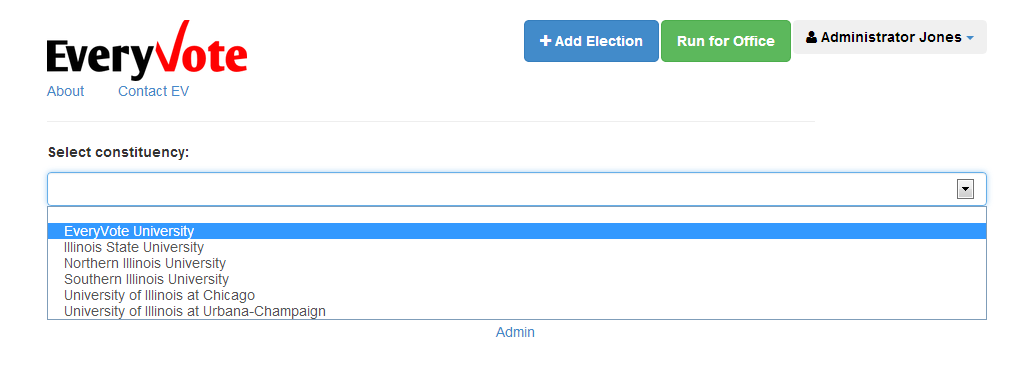 EveryVote
+ Add Election
Run for Office
Administrator Jones
About
Contact EV
Select constituency:
EveryVote University
Illinois State University
Northern Illinois University
Southern Illinois University
University of Illinois at Chicago
University of Illinois at Urbana-Champaign
Admin